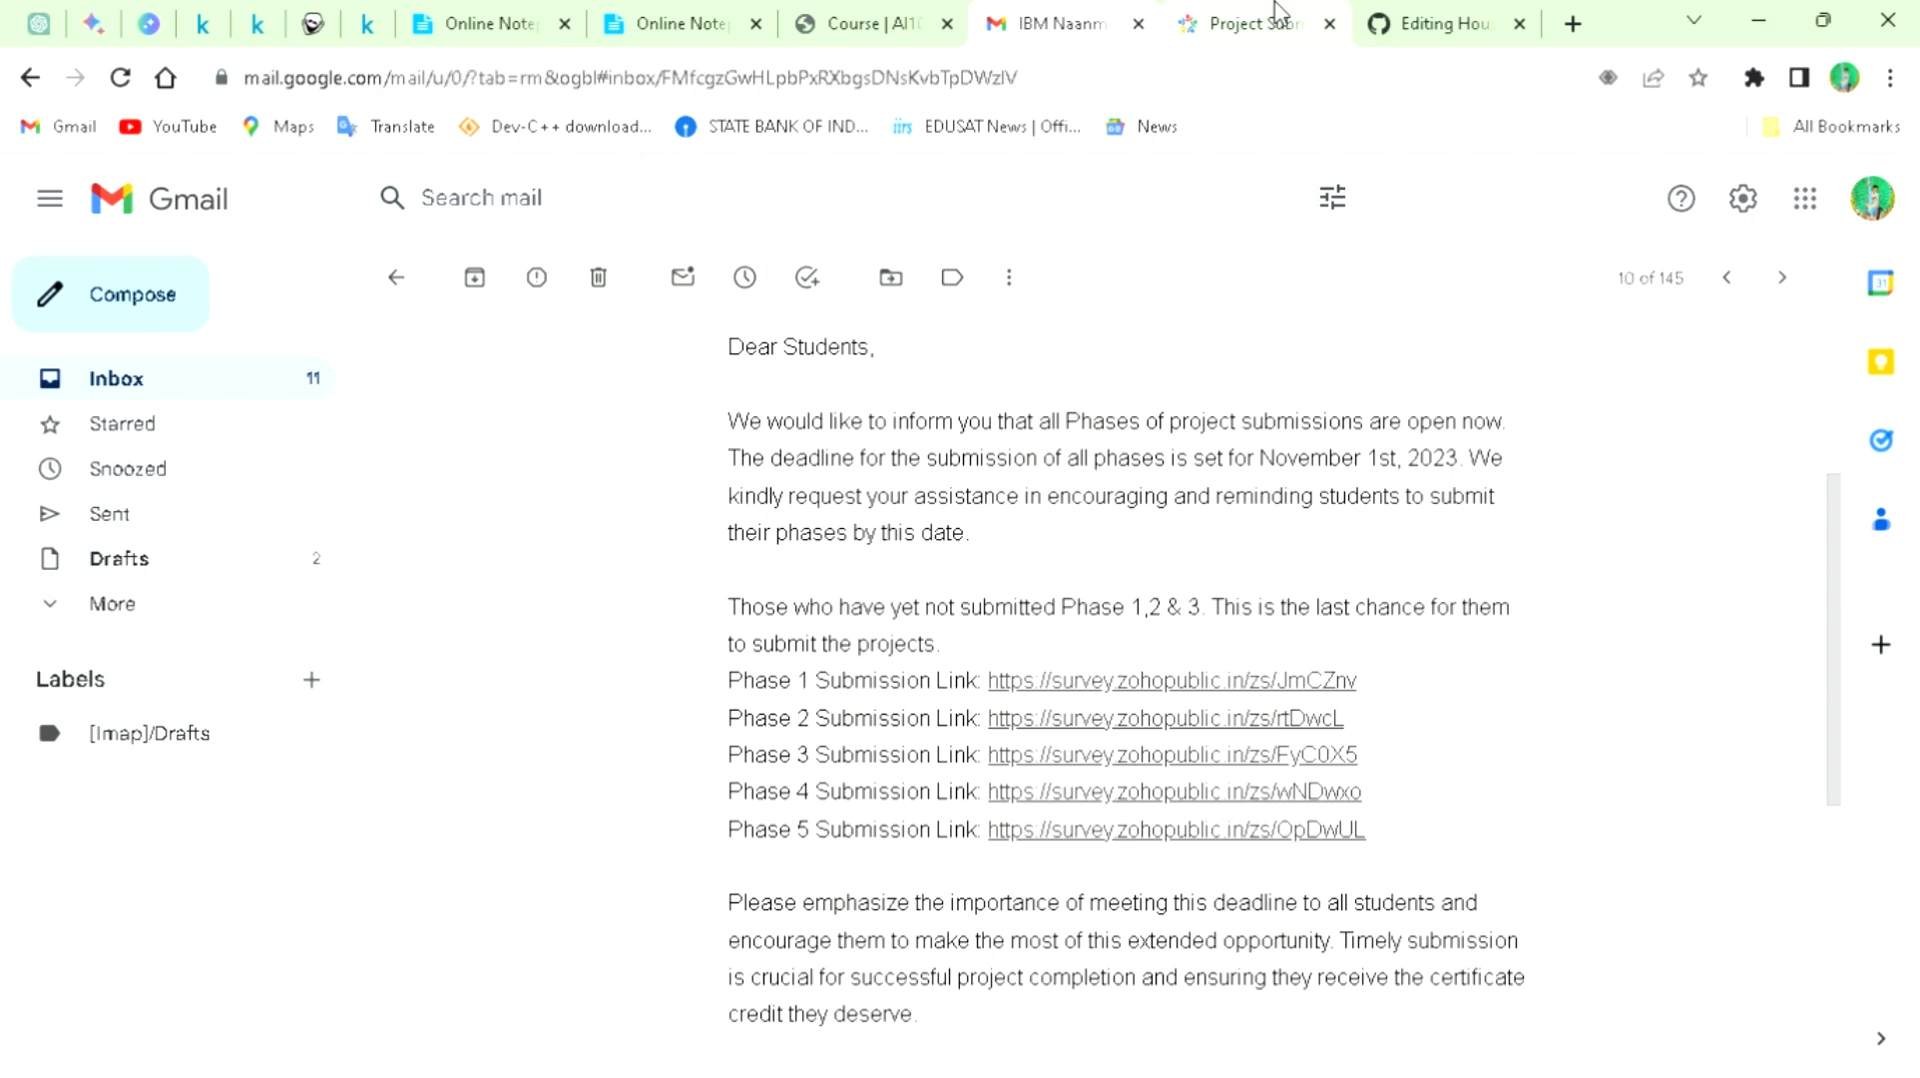 Online Note
Online Note
Course | AI1
IBM Naanm
Project Subm
Editing Hou
mail.google.com/mail/u/0/?tab=rm&ogbl#inbox/FMfcgzGwHLpbPxRXbgsDNsKvbTpDWzlV
Gmail
YouTube
Maps
Translate
Dev-C++ download...
STATE BANK OF IND...
EDUSAT News | Offi...
News
All Bookmarks
Gmail
Search mail
Compose
10 of 145
Inbox 11
Starred
Snoozed
Sent
Drafts 2
More
Labels
[Imap]/Drafts
Dear Students,
We would like to inform you that all Phases of project submissions are open now.
The deadline for the submission of all phases is set for November 1st, 2023. We
kindly request your assistance in encouraging and reminding students to submit
their phases by this date.
Those who have yet not submitted Phase 1,2 & 3. This is the last chance for them
to submit the projects.
Phase 1 Submission Link: https://survey.zohopublic.in/zs/JmCZnv
Phase 2 Submission Link: https://survey.zohopublic.in/zs/rtDwcL
Phase 3 Submission Link: https://survey.zohopublic.in/zs/FyC0X5
Phase 4 Submission Link: https://survey.zohopublic.in/zs/wNDwxo
Phase 5 Submission Link: https://survey.zohopublic.in/zs/OpDwUL
Please emphasize the importance of meeting this deadline to all students and
encourage them to make the most of this extended opportunity. Timely submission
is crucial for successful project completion and ensuring they receive the certificate
credit they deserve.